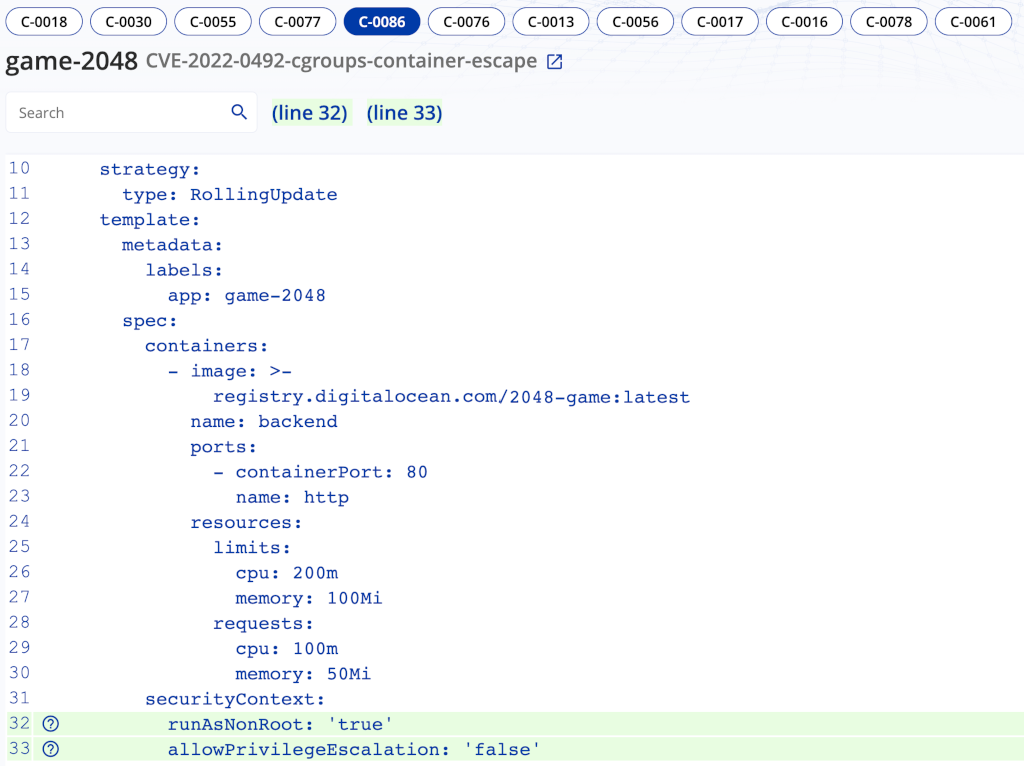 C-0018 C-0030 C-0055 C-0077 C-0086 C-0076 C-0013 C-0056 C-0017 C-0016 C-0078 C-0061
game-2048 CVE-2022-0492-cgroups-container-escape
Search (line 32) (line 33)
10 strategy:
11 type: RollingUpdate
12 template:
13 metadata:
14 labels:
15 app: game-2048
16 spec:
17 containers:
18 - image: >-
19 registry.digitalocean.com/2048-game:latest
20 name: backend
21 ports:
22 - containerPort: 80
23 name: http
24 resources:
25 limits:
26 cpu: 200m
27 memory: 100Mi
28 requests:
29 cpu: 100m
30 memory: 50Mi
31 securityContext:
32 runAsNonRoot: 'true'
33 allowPrivilegeEscalation: 'false'